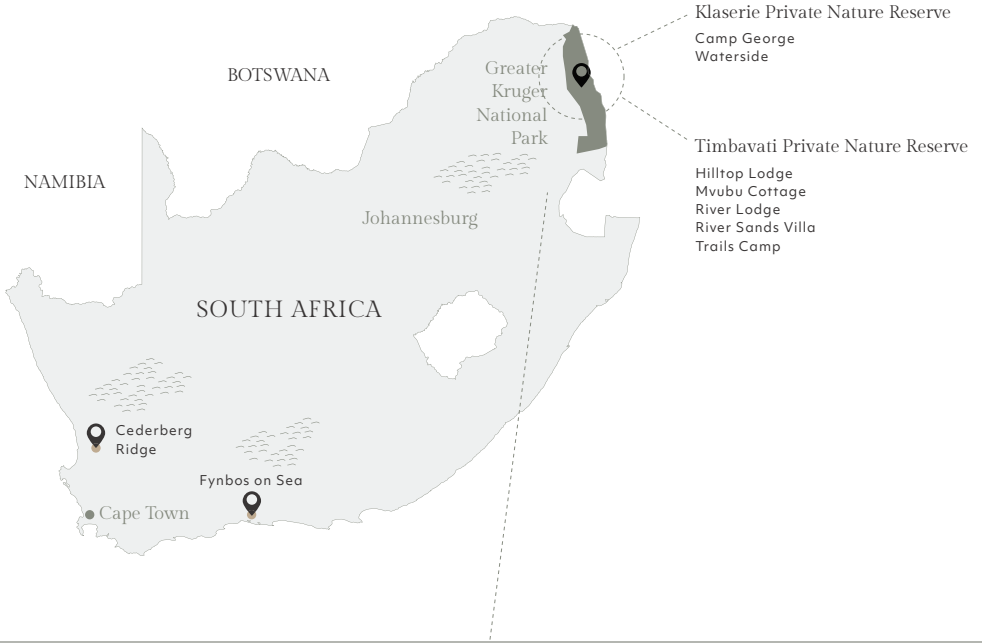 Klaserie Private Nature Reserve
Camp George
Waterside
BOTSWANA
Greater
Kruger
National
Park
Timbavati Private Nature Reserve
Hilltop Lodge
Mvubu Cottage
River Lodge
River Sands Villa
Trails Camp
NAMIBIA
Johannesburg
SOUTH AFRICA
Cederberg
Ridge
Fynbos on Sea
Cape Town